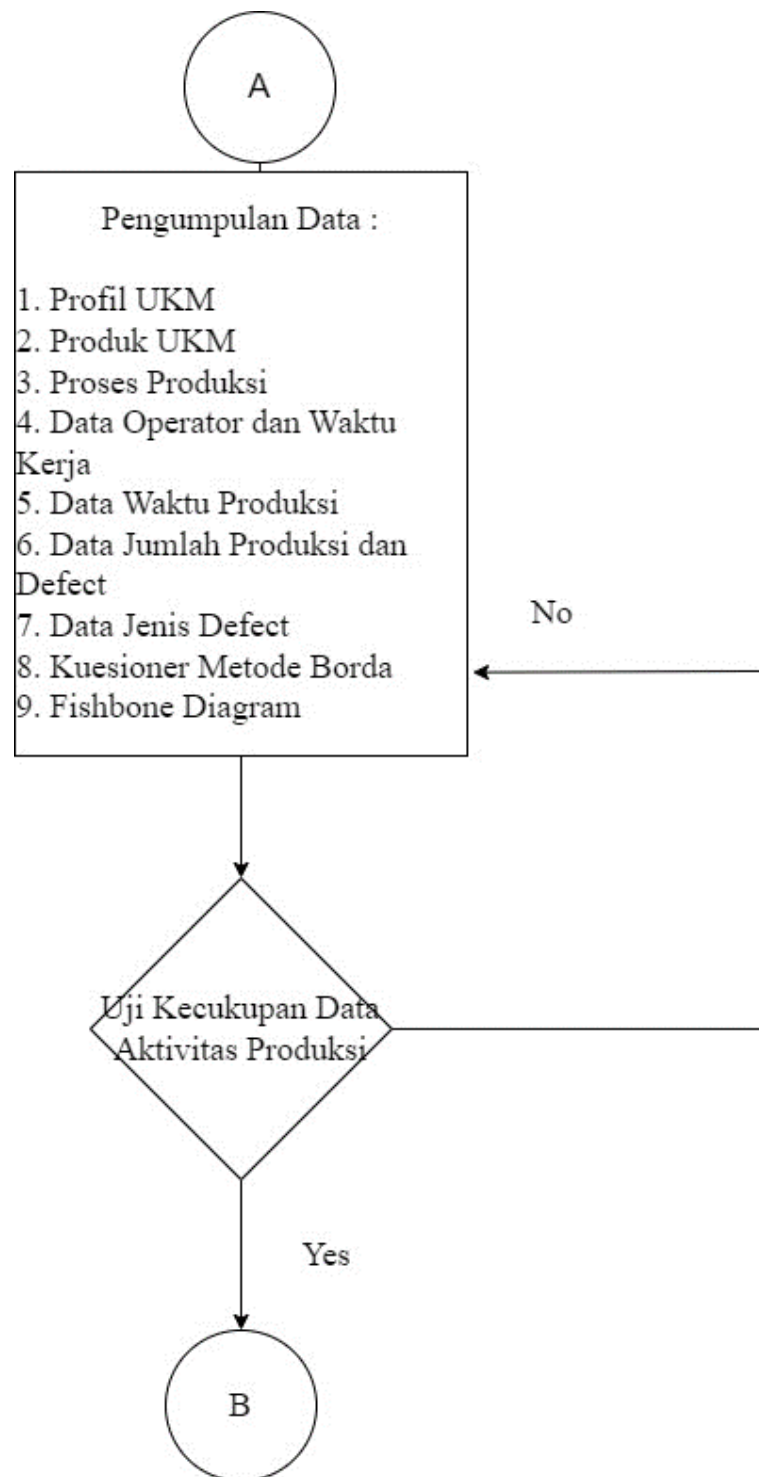 A
Pengumpulan Data :
1. Profil UKM
2. Produk UKM
3. Proses Produksi
4. Data Operator dan Waktu
Kerja
5. Data Waktu Produksi
6. Data Jumlah Produksi dan
Defect
7. Data Jenis Defect
8. Kuesioner Metode Borda
9. Fishbone Diagram
No
Uji Kecukupan Data
Aktivitas Produksi
Yes
B